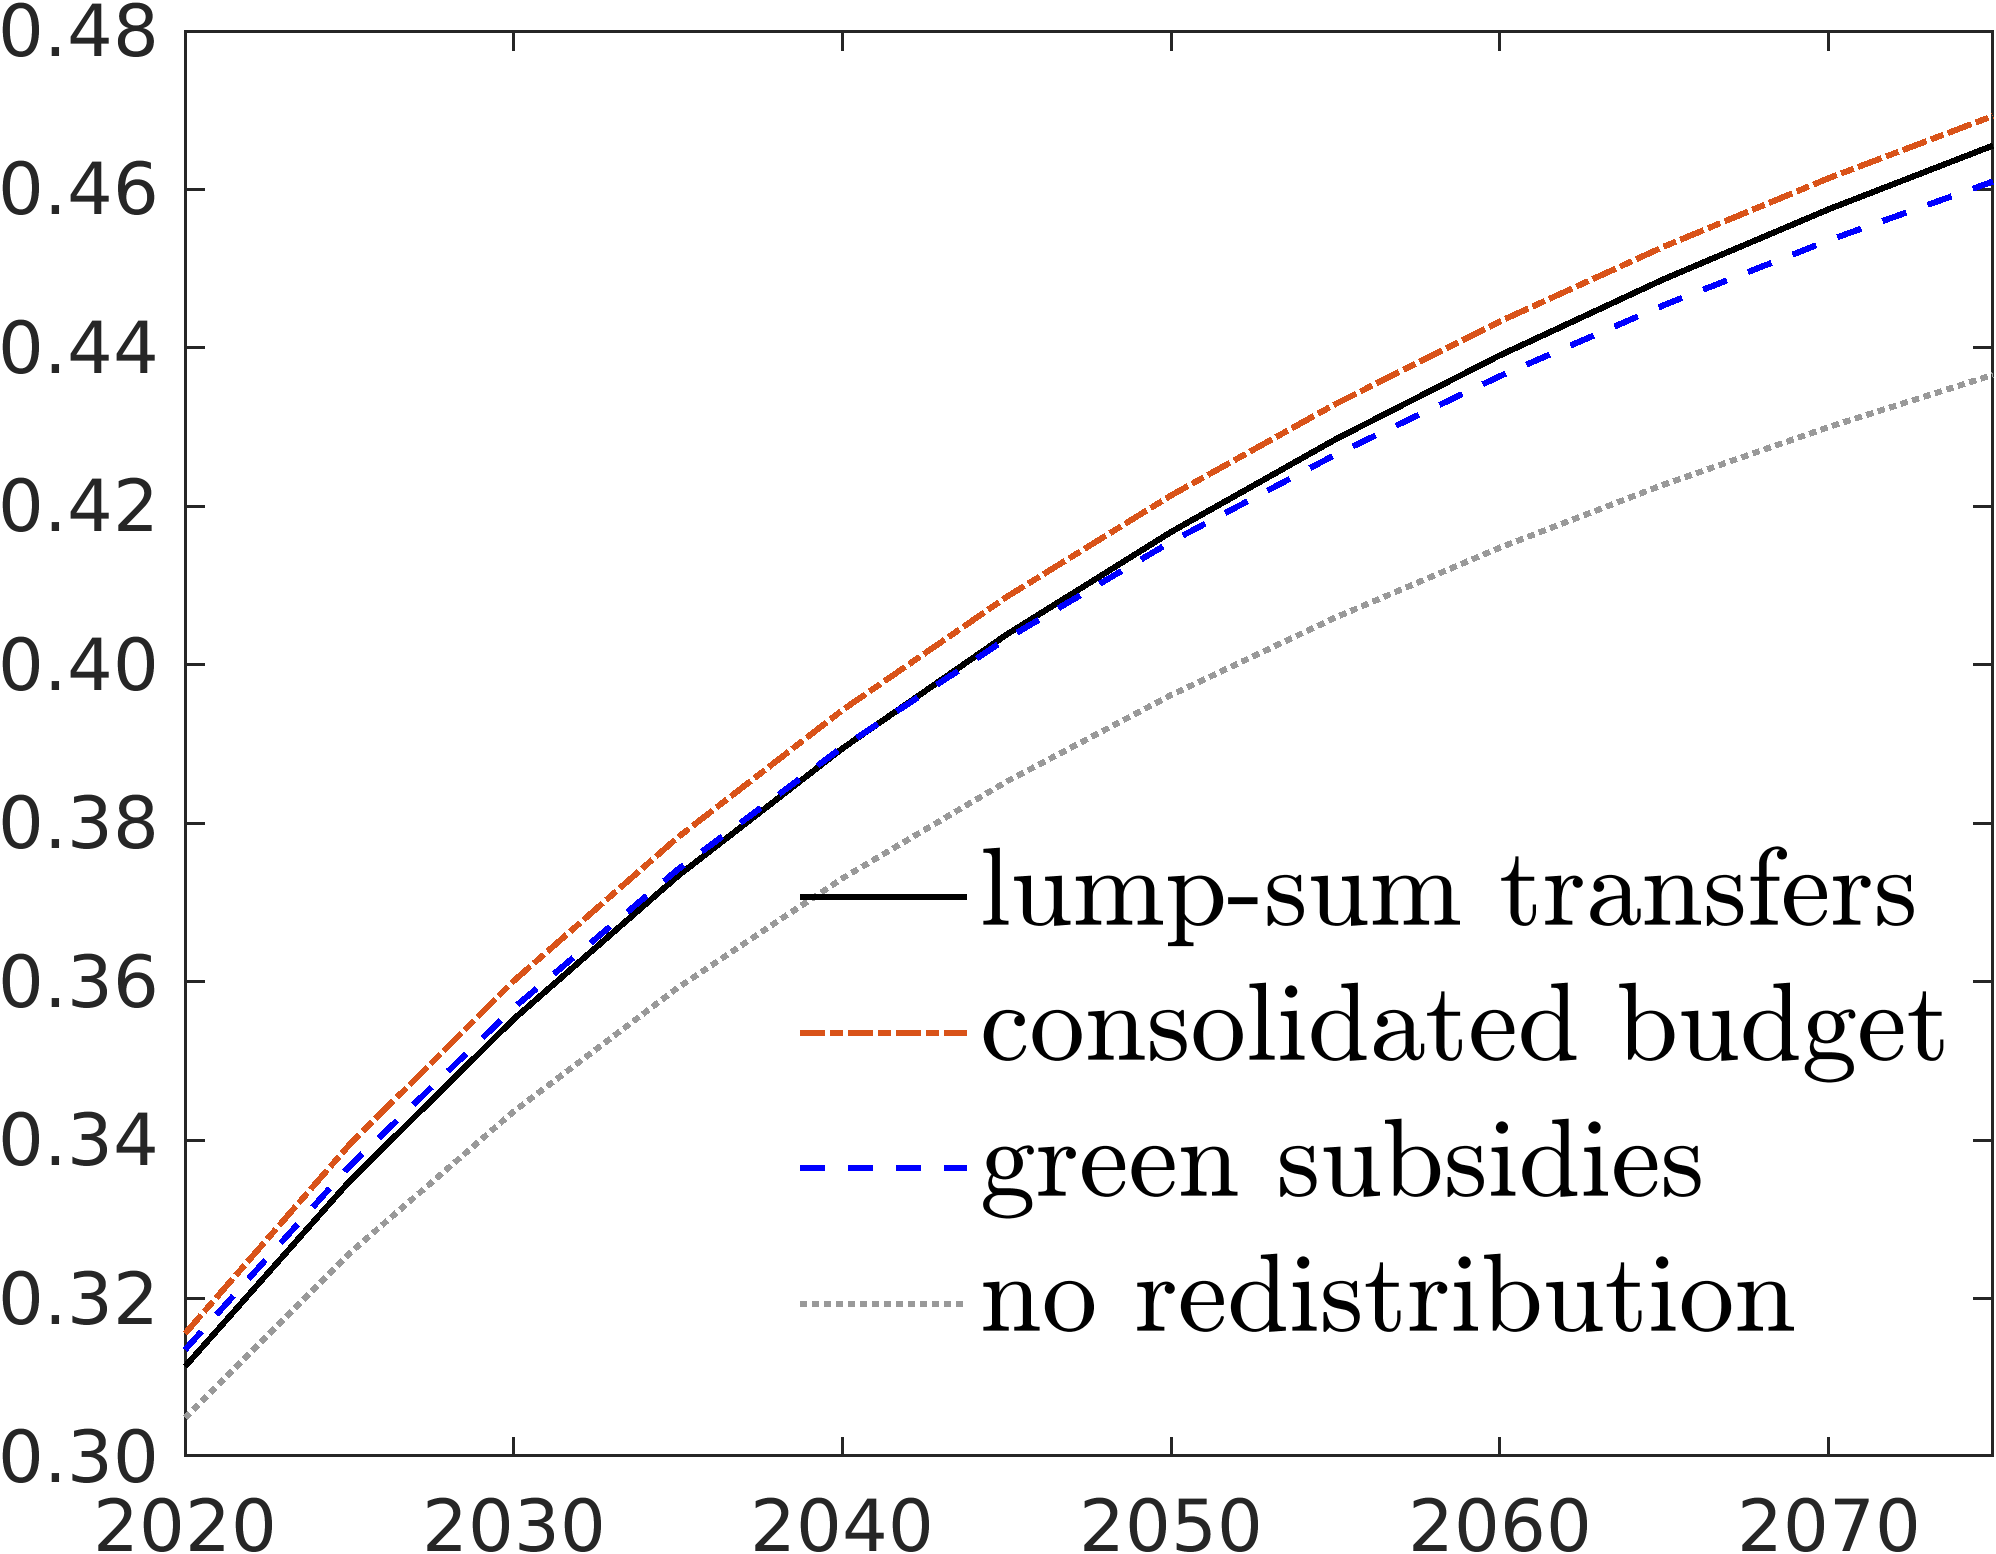 0.48
0.46
0.44
0.42
0.40
0.38
0.36
0.34
0.32
0.30
lump-sum transfers
consolidated budget
green subsidies
no redistribution
2020 2030 2040 2050 2060 2070